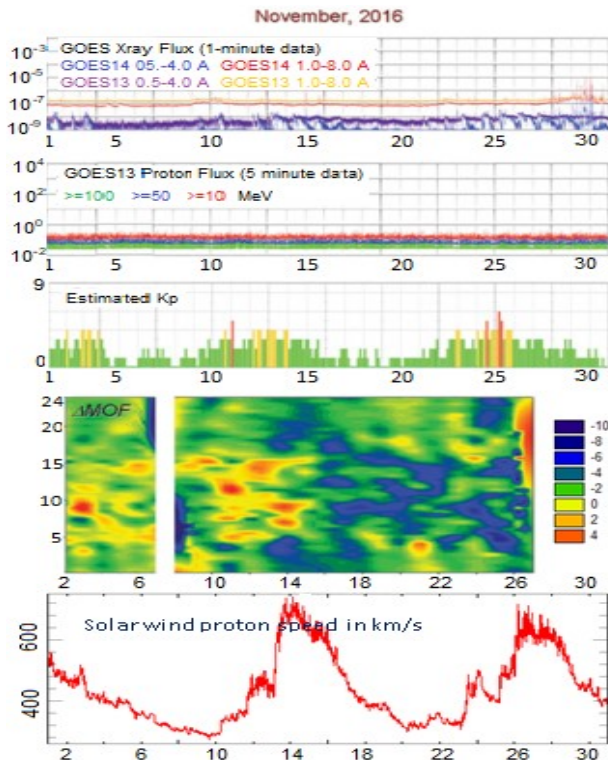 November, 2016
10⁻³
GOES Xray Flux (1-minute data)
GOES14 05.-4.0 A GOES14 1.0-8.0 A
10⁻⁵
GOES13 0.5-4.0 A GOES13 1.0-8.0 A
10⁻⁷
10⁻⁹
1 5 10 15 20 25 30
10⁴
GOES13 Proton Flux (5 minute data)
10²
>=100 >=50 >=10 MeV
10⁰
10⁻²
1 5 10 15 20 25 30
9
Estimated Kp
0
1 5 10 15 20 25 30
24
ΔMOF
20
15
10
5
-10
-8
-6
-4
-2
0
2
4
2 6 10 14 18 22 26 30
Solar wind proton speed in km/s
600
400
2 6 10 14 18 22 26 30